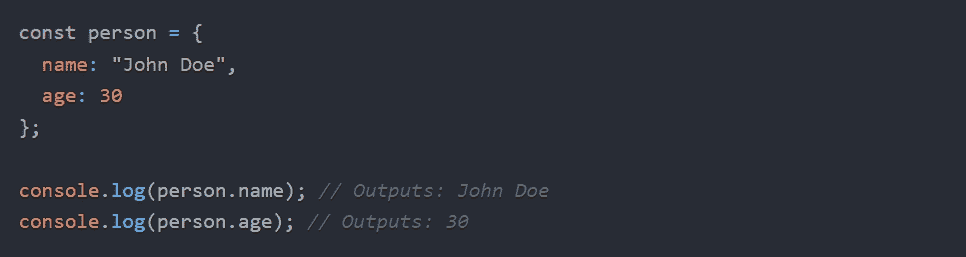 const person = {
  name: "John Doe",
  age: 30
};

console.log(person.name); // Outputs: John Doe
console.log(person.age); // Outputs: 30